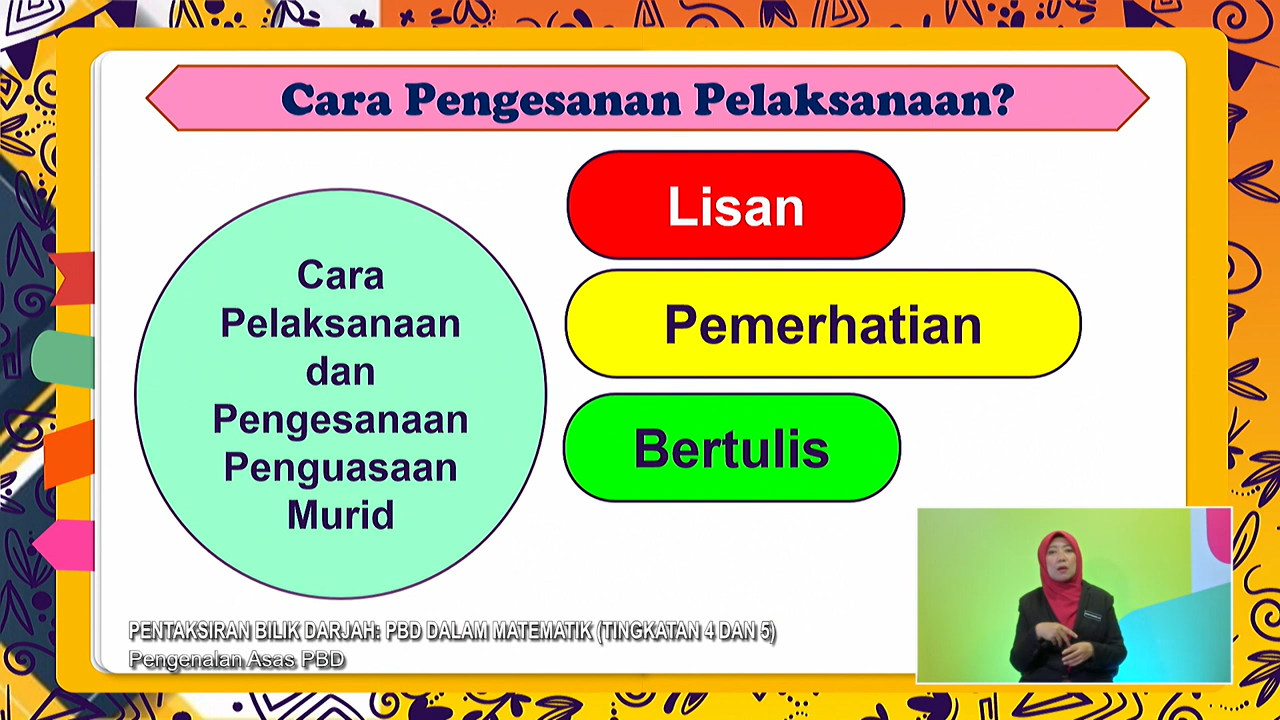 Cara Pengesanan Pelaksanaan?
Cara
Pelaksanaan
dan
Pengesanaan
Penguasaan
Murid
Lisan
Pemerhatian
Bertulis
PENTAKSIRAN BILIK DARJAH: PBD DALAM MATEMATIK (TINGKATAN 4 DAN 5)
Pengenalan Asas PBD